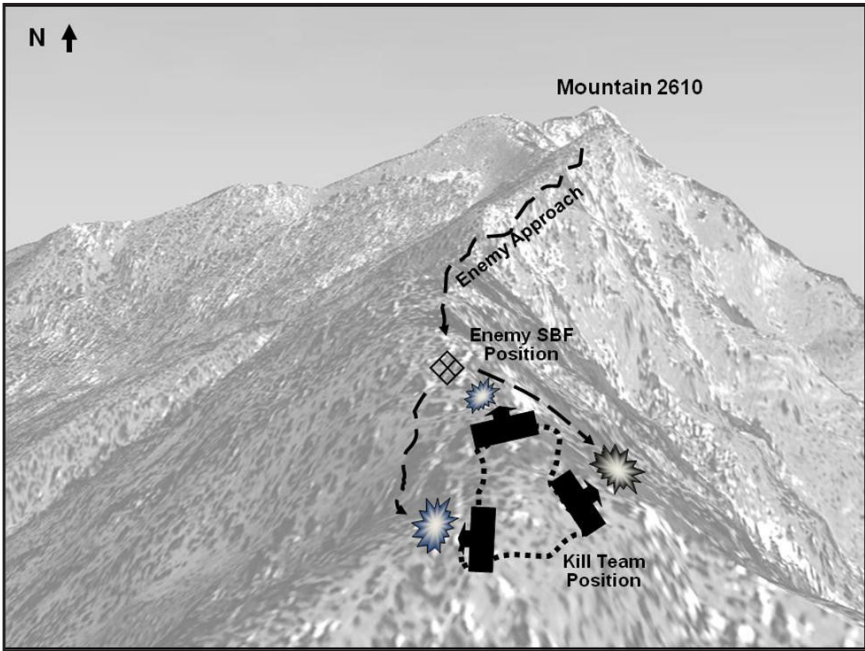 N
Mountain 2610
Enemy Approach
Enemy SBF
Position
Kill Team
Position